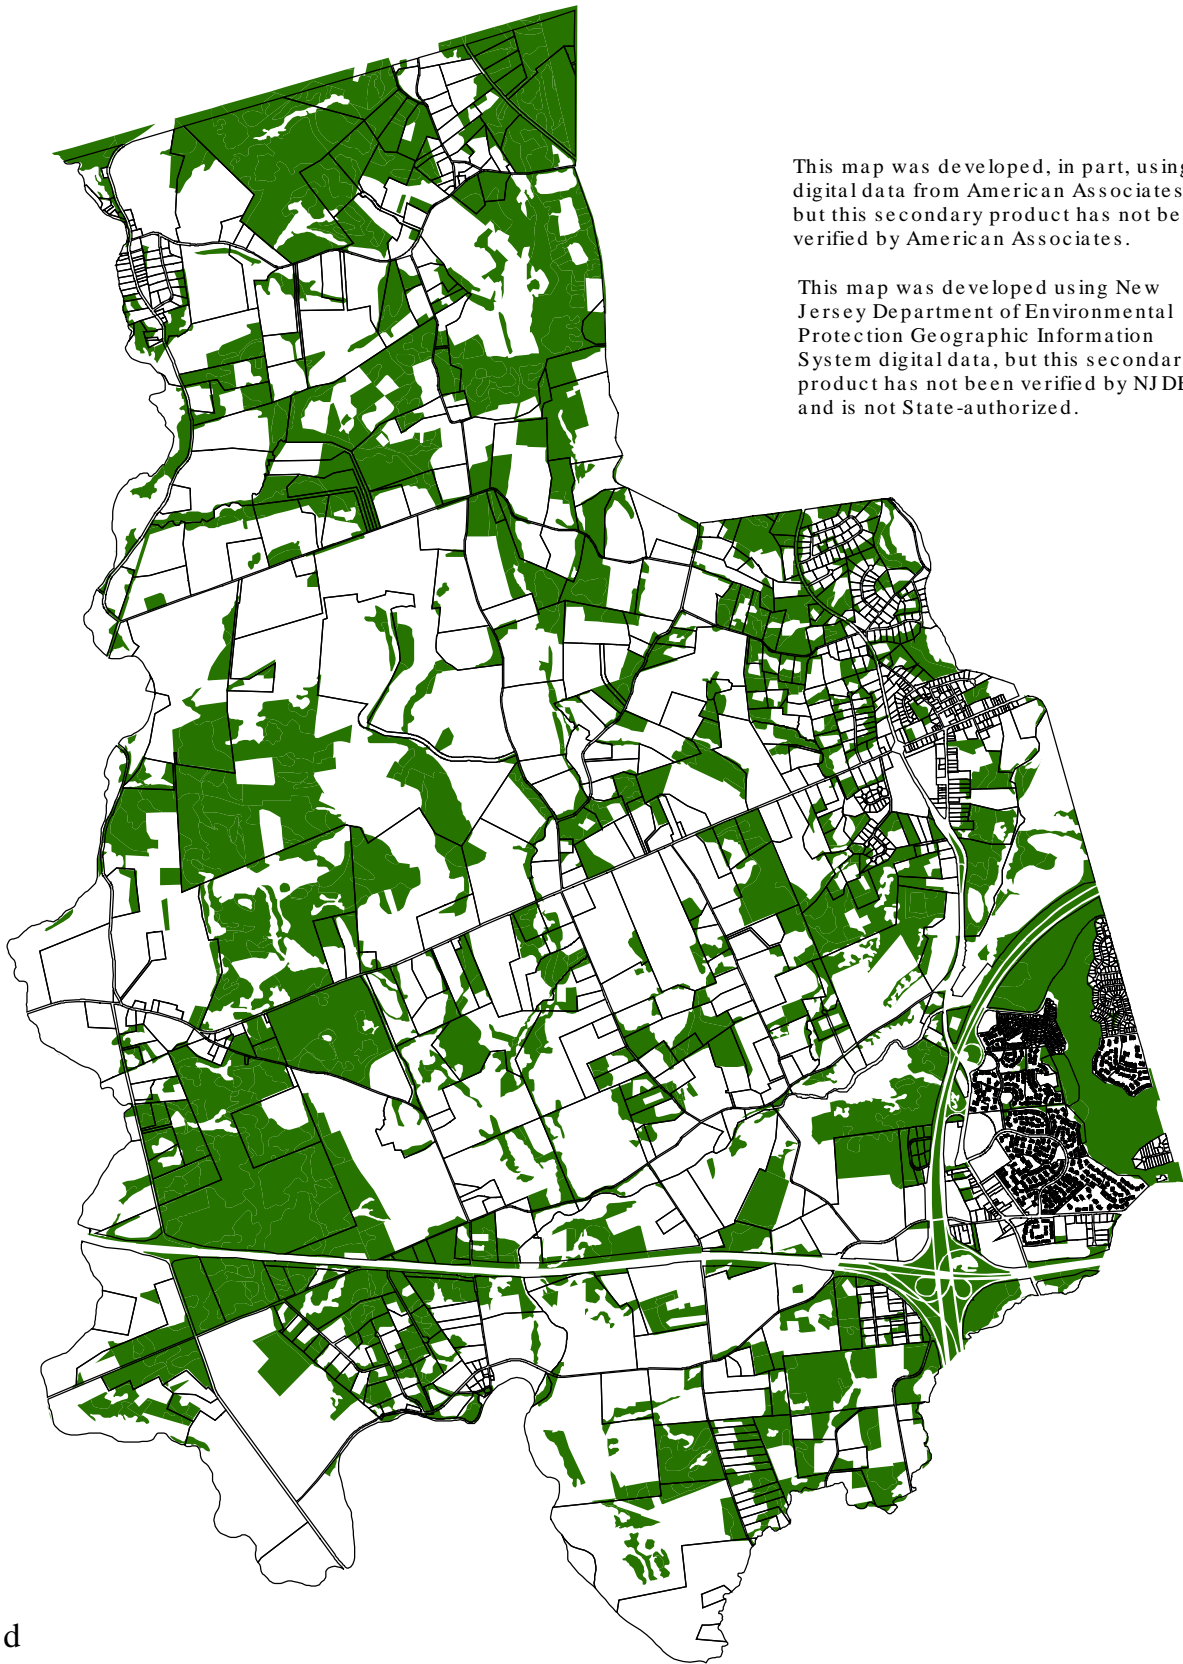 This map was developed, in part, using
digital data from American Associates
but this secondary product has not be
verified by American Associates.
This map was developed using New
Jersey Department of Environmental
Protection Geographic Information
System digital data, but this secondar
product has not been verified by NJDE
and is not State-authorized.
d